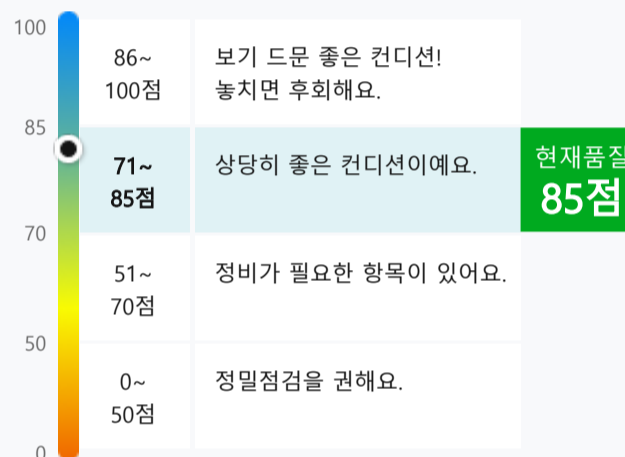 100
86~
100점
보기 드문 좋은 컨디션!
놓치면 후회해요.
85
71~
85점
상당히 좋은 컨디션이예요.
현재품질
85점
70
51~
70점
정비가 필요한 항목이 있어요.
50
0~
50점
정밀점검을 권해요.
0